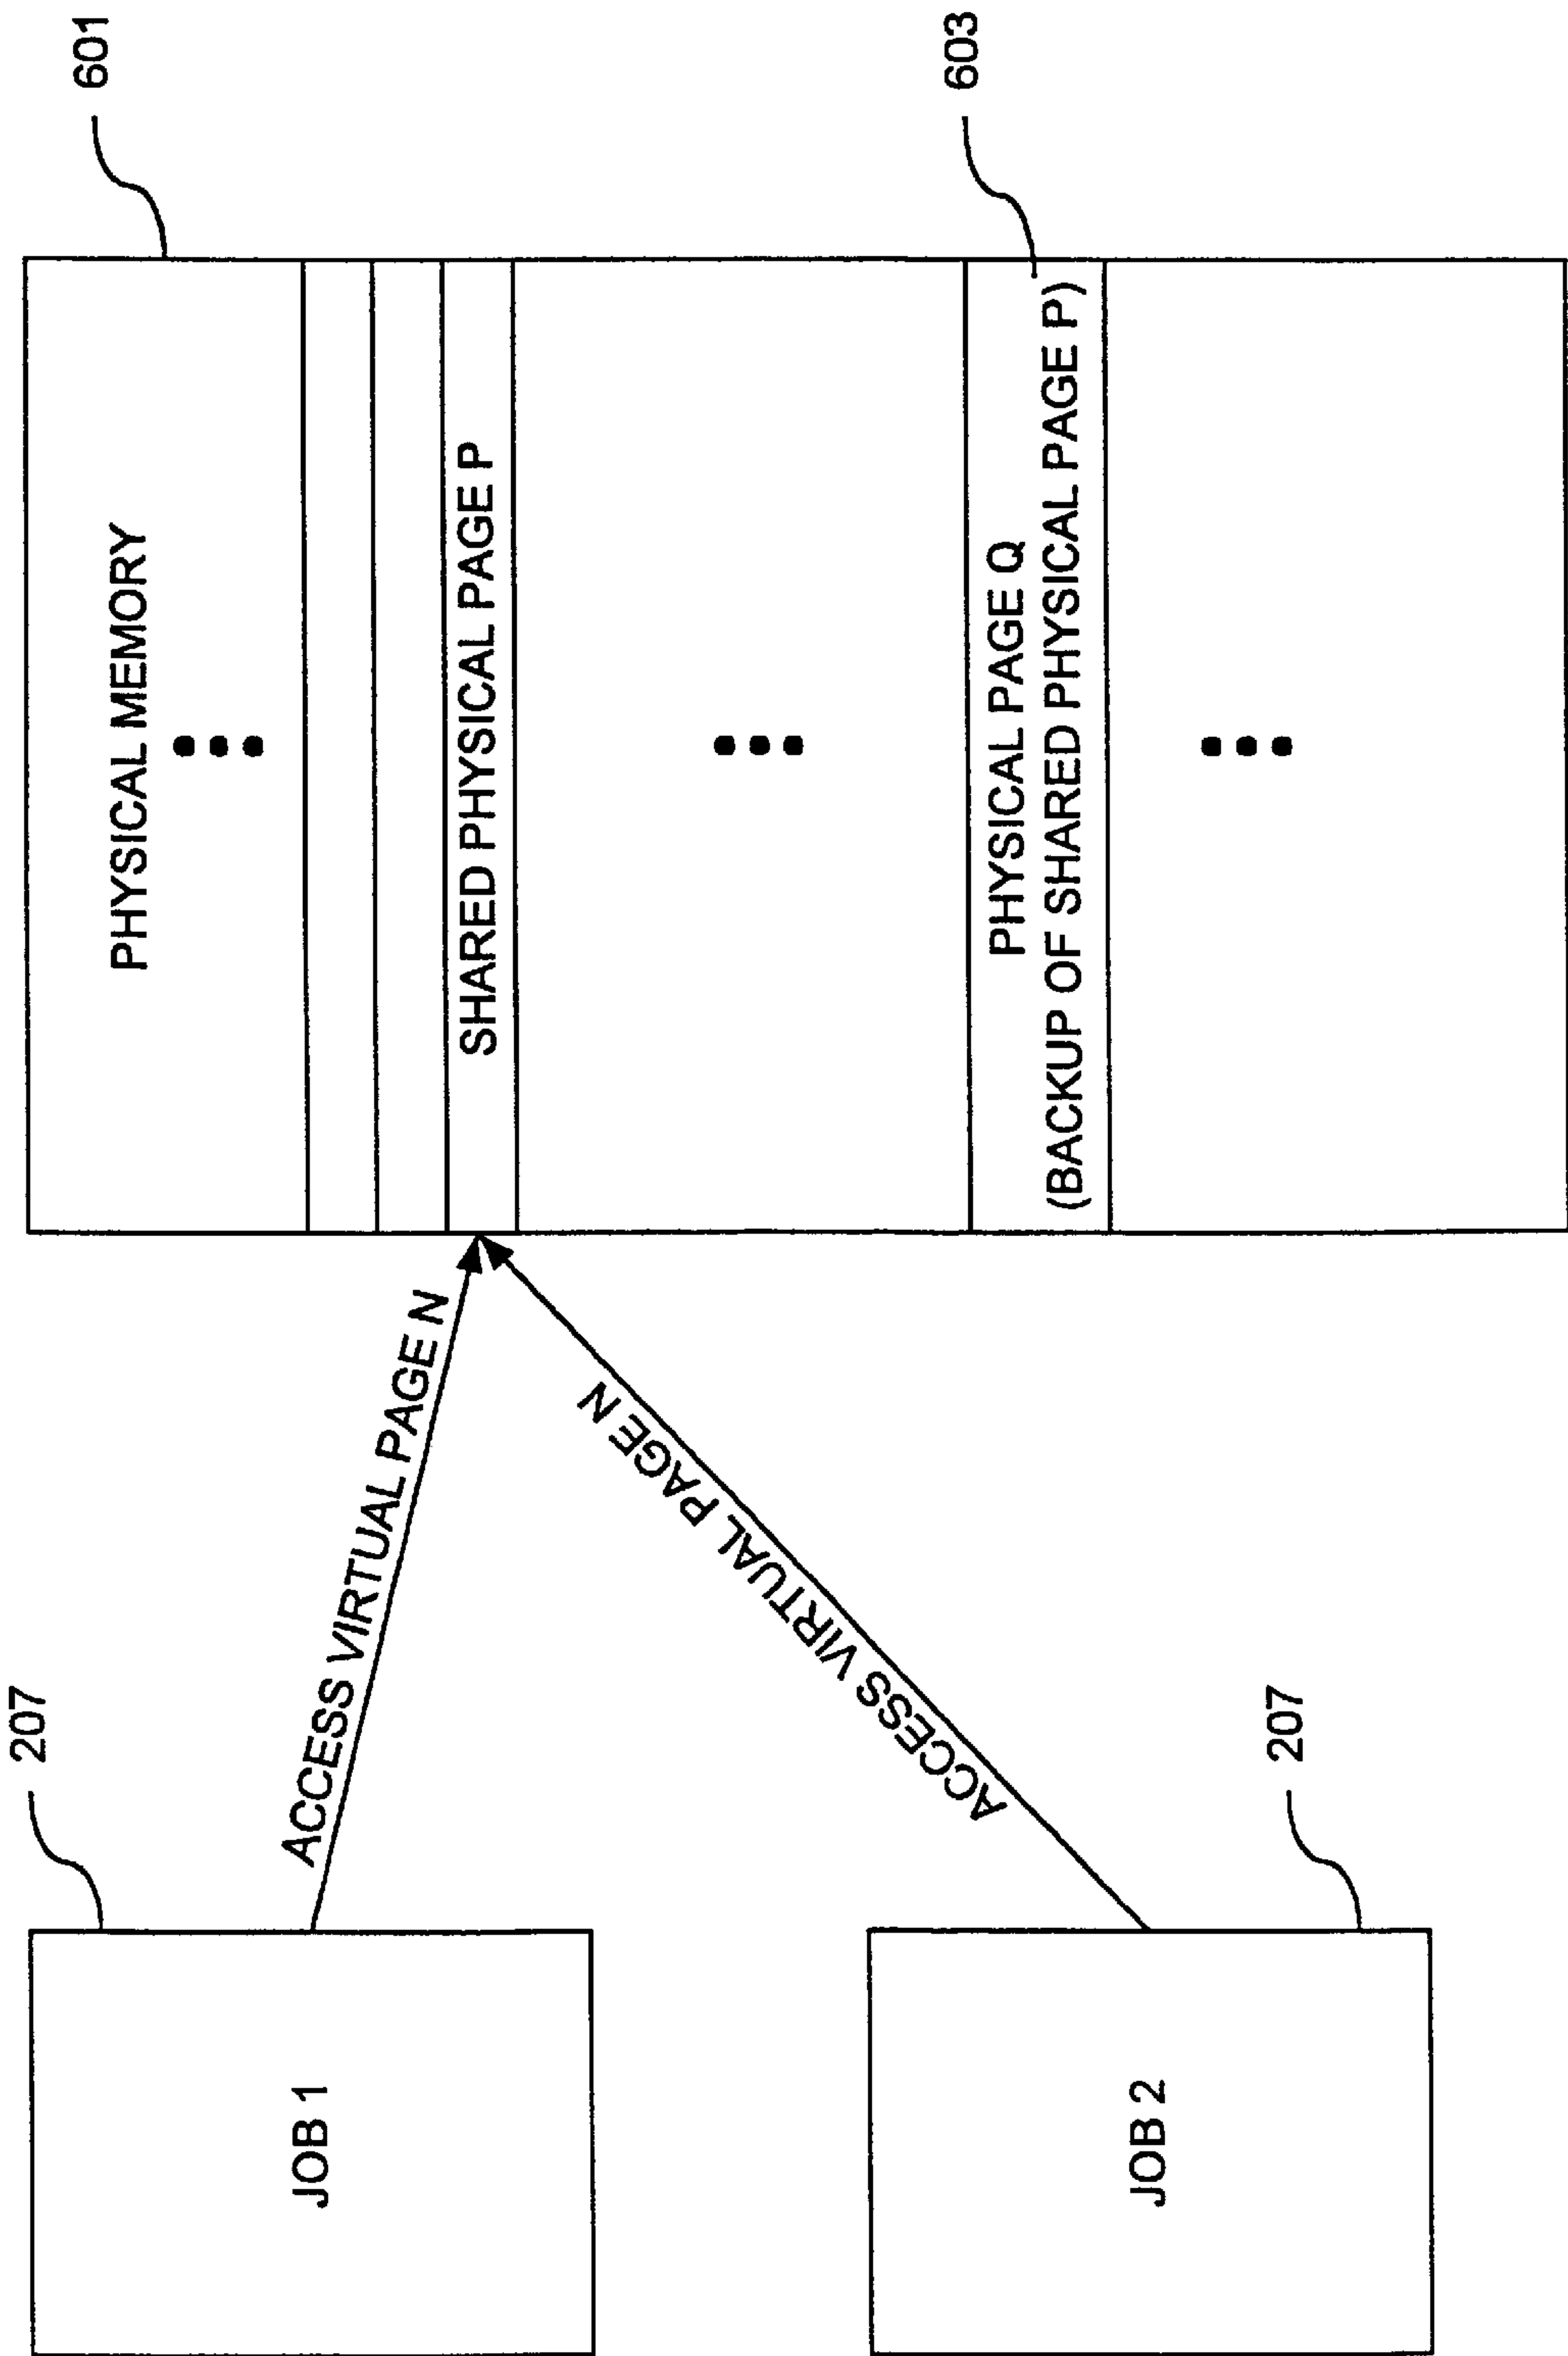 207
JOB 1
ACCESS VIRTUAL PAGE N
601
PHYSICAL MEMORY
SHARED PHYSICAL PAGE P
603
PHYSICAL PAGE Q
(BACKUP OF SHARED PHYSICAL PAGE P)
ACCESS VIRTUAL PAGE N
JOB 2
207